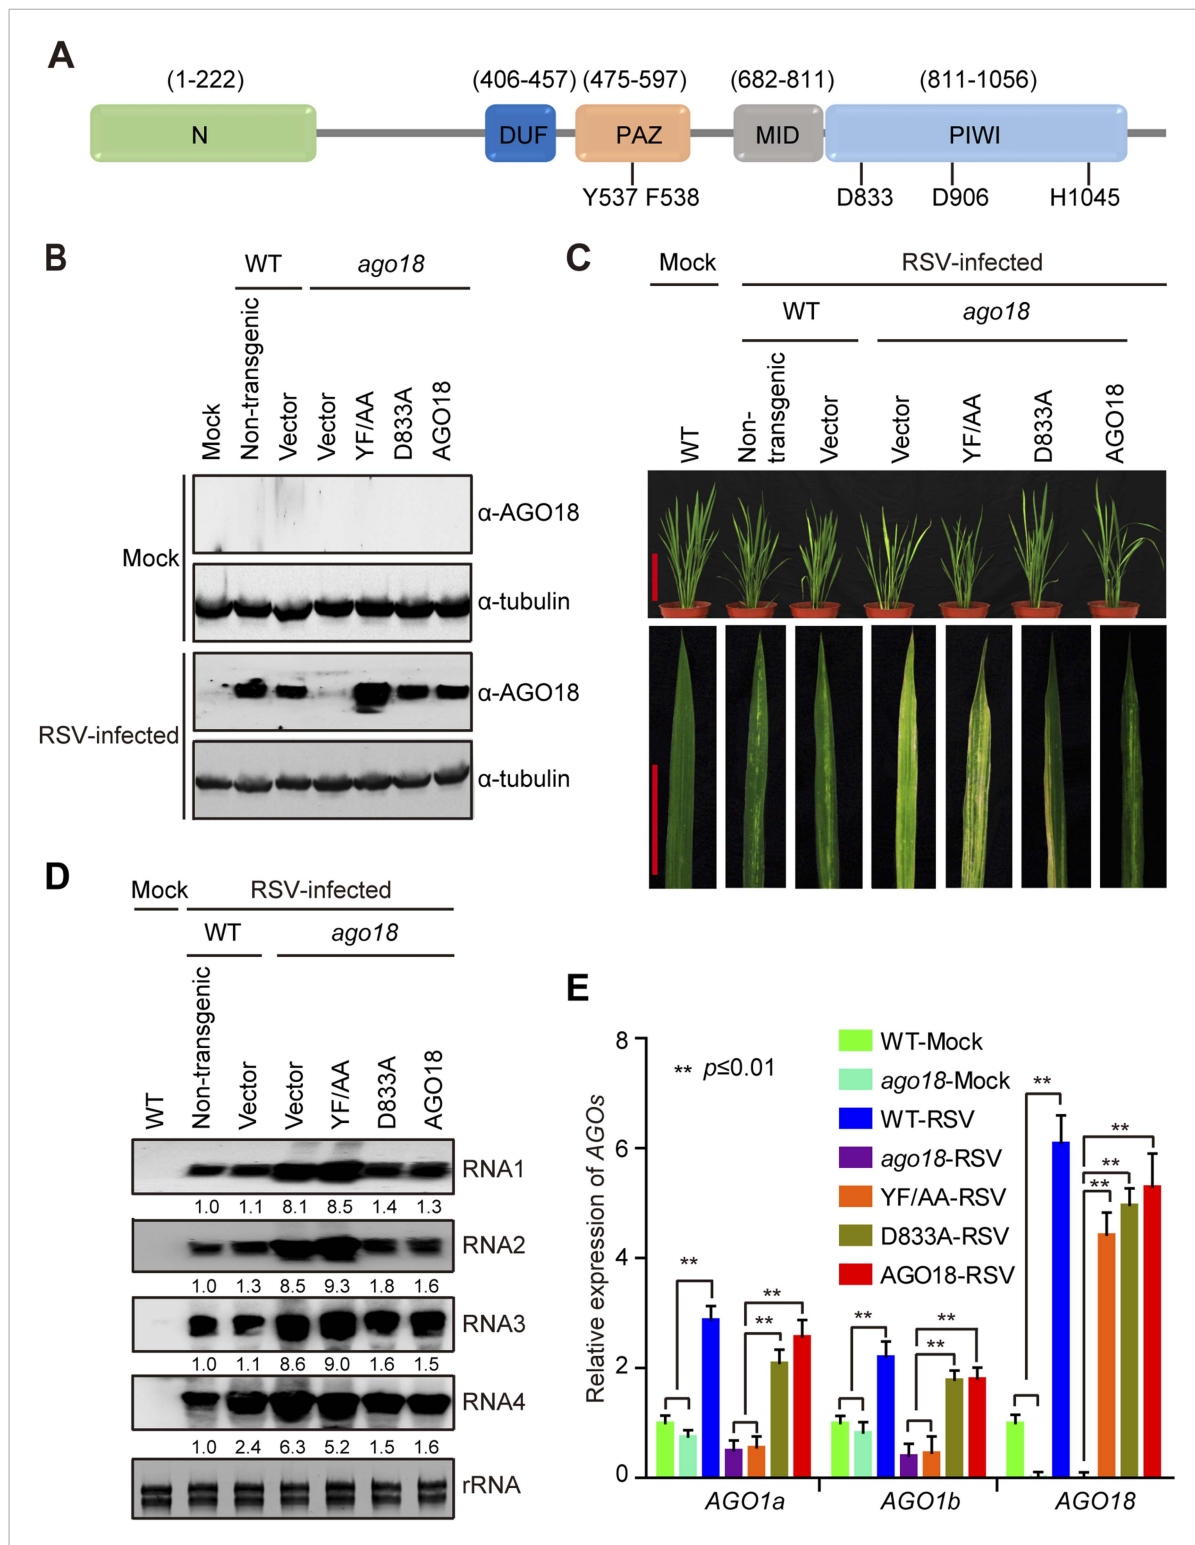 A
(1-222) (406-457) (475-597) (682-811) (811-1056)
N DUF PAZ MID PIWI
Y537 F538 D833 D906 H1045
B
WT ago18
Mock Non-transgenic Vector Vector YF/AA D833A AGO18
Mock
α-AGO18
α-tubulin
RSV-infected
α-AGO18
α-tubulin
C
Mock RSV-infected
WT ago18
WT Non-
transgenic Vector Vector YF/AA D833A AGO18
D
Mock RSV-infected
WT ago18
WT Non-transgenic Vector Vector YF/AA D833A AGO18
RNA1
1.0 1.1 8.1 8.5 1.4 1.3
RNA2
1.0 1.3 8.5 9.3 1.8 1.6
RNA3
1.0 1.1 8.6 9.0 1.6 1.5
RNA4
1.0 2.4 6.3 5.2 1.5 1.6
rRNA
E
Relative expression of AGOs
8
6
4
2
0
** p≤0.01
WT-Mock
ago18-Mock
WT-RSV
ago18-RSV
YF/AA-RSV
D833A-RSV
AGO18-RSV
** ** **
** ** **
** ** ** **
AGO1a AGO1b AGO18